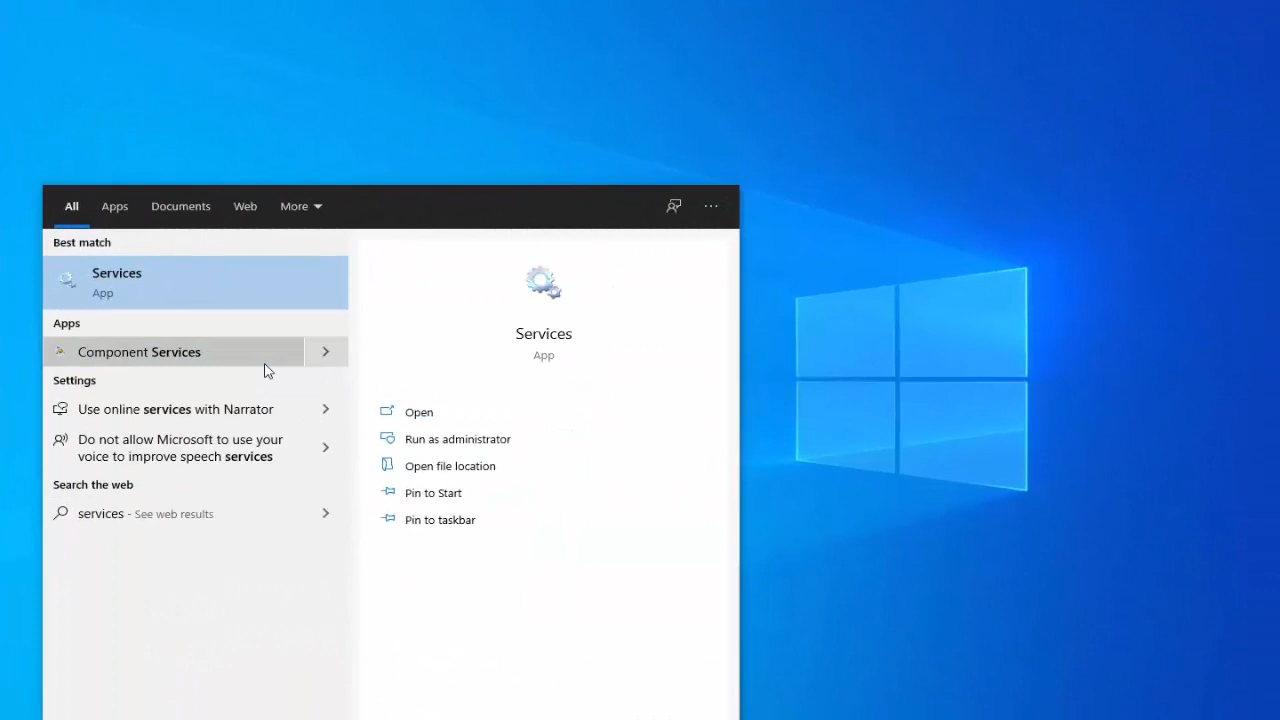 All Apps Documents Web More
Best match
Services
App
Apps
Component Services
Settings
Use online services with Narrator
Do not allow Microsoft to use your
voice to improve speech services
Search the web
services - See web results
Services
App
Open
Run as administrator
Open file location
Pin to Start
Pin to taskbar